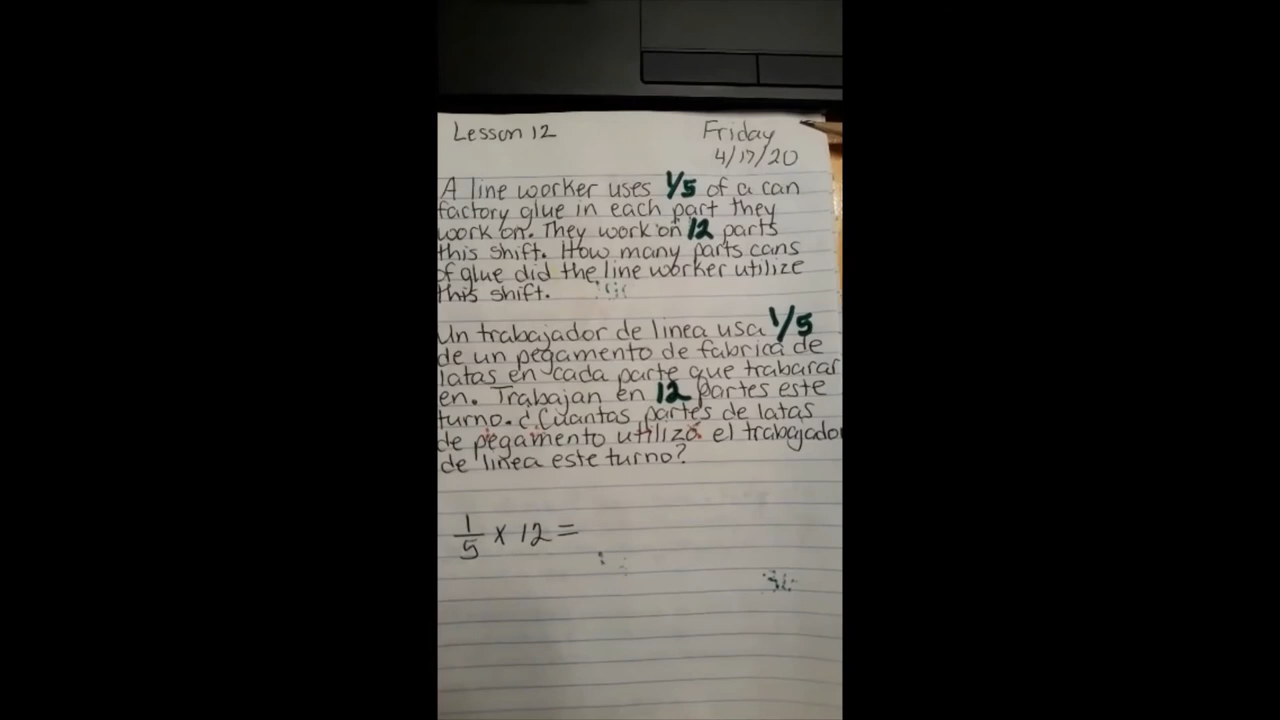 Lesson 12
Friday
4/17/20
A line worker uses 1/5 of a can
factory glue in each part they
work on. They work on 12 parts
this shift. How many parts cans
of glue did the line worker utilize
this shift.
Un trabajador de linea usa 1/5
de un pegamento de fabrica de
latas en cada parte que trabarar
en. Trabajan en 12 partes este
turno. ¿Cuantas partes de latas
de pegamento utilizó el trabajador
de linea este turno?
1/5 x 12 =